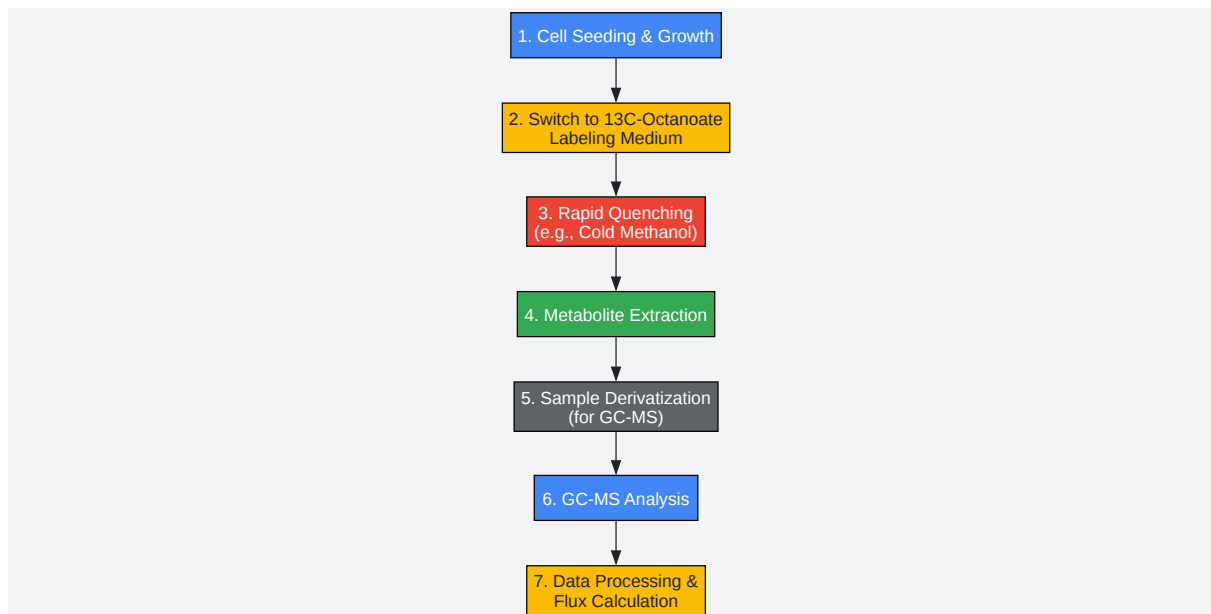 1. Cell Seeding & Growth
2. Switch to 13C-Octanoate
Labeling Medium
3. Rapid Quenching
(e.g., Cold Methanol)
4. Metabolite Extraction
5. Sample Derivatization
(for GC-MS)
6. GC-MS Analysis
7. Data Processing &
Flux Calculation